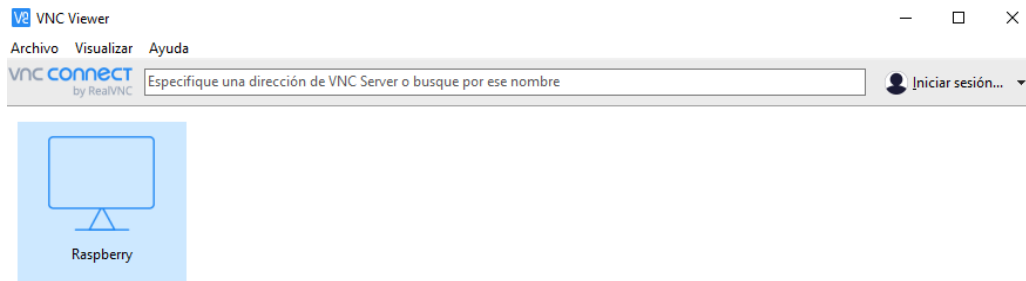 V2 VNC Viewer
Archivo Visualizar Ayuda
vnc connect
by RealVNC
Especifique una dirección de VNC Server o busque por ese nombre
Iniciar sesión...
Raspberry